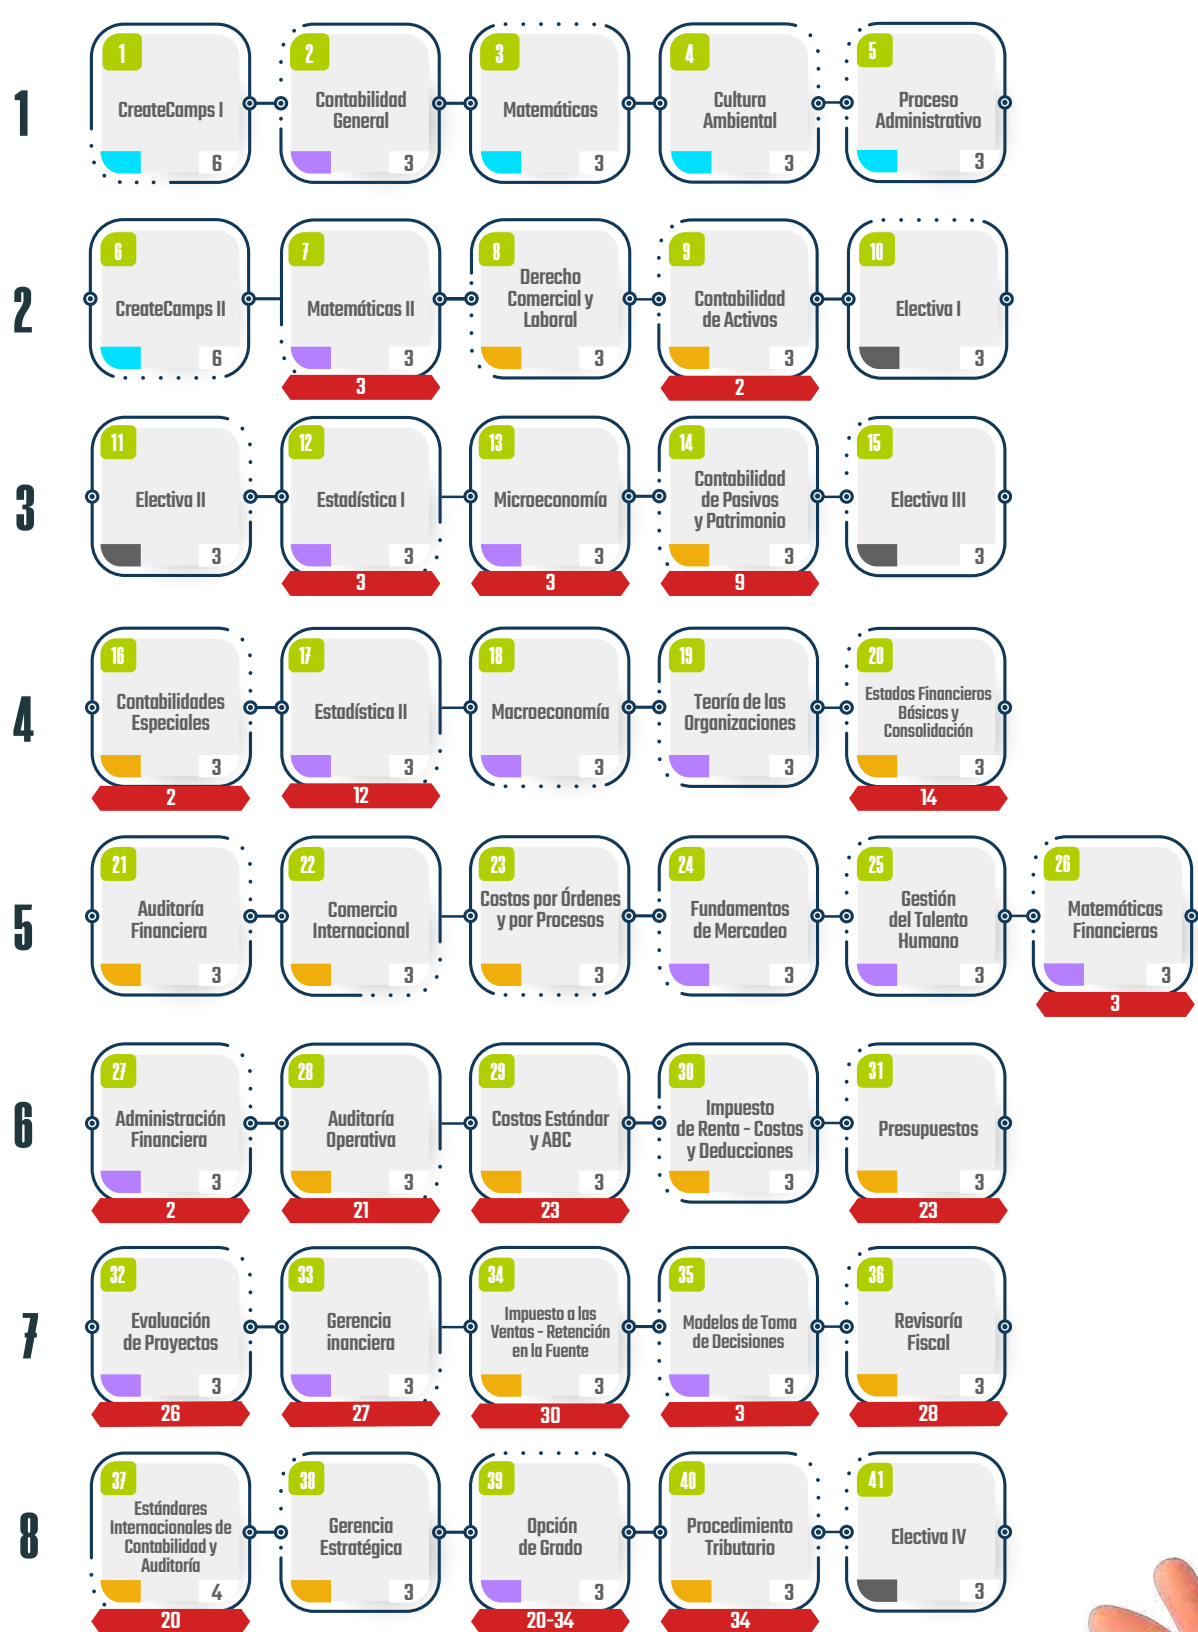 1
1
CreateCamps I
6
2
Contabilidad
General
3
3
Matemáticas
3
4
Cultura
Ambiental
3
5
Proceso
Administrativo
3
2
6
CreateCamps II
6
7
Matemáticas II
3
3
8
Derecho
Comercial y
Laboral
3
9
Contabilidad
de Activos
3
2
10
Electiva I
3
3
11
Electiva II
3
12
Estadística I
3
3
13
Microeconomía
3
3
14
Contabilidad
de Pasivos
y Patrimonio
3
9
15
Electiva III
3
4
16
Contabilidades
Especiales
3
2
17
Estadística II
3
12
18
Macroeconomía
3
19
Teoría de las
Organizaciones
3
20
Estados Financieros
Básicos y
Consolidación
3
14
5
21
Auditoría
Financiera
3
22
Comercio
Internacional
3
23
Costos por Órdenes
y por Procesos
3
24
Fundamentos
de Mercadeo
3
25
Gestión
del Talento
Humano
3
26
Matemáticas
Financieras
3
3
6
27
Administración
Financiera
3
2
28
Auditoría
Operativa
3
21
29
Costos Estándar
y ABC
3
23
30
Impuesto
de Renta - Costos
y Deducciones
3
31
Presupuestos
3
23
7
32
Evaluación
de Proyectos
3
26
33
Gerencia
inanciera
3
27
34
Impuesto a las
Ventas - Retención
en la Fuente
3
30
35
Modelos de Toma
de Decisiones
3
3
36
Revisoría
Fiscal
3
28
8
37
Estándares
Internacionales de
Contabilidad y
Auditoría
4
20
38
Gerencia
Estratégica
3
39
Opción
de Grado
3
20-34
40
Procedimiento
Tributario
3
34
41
Electiva IV
3